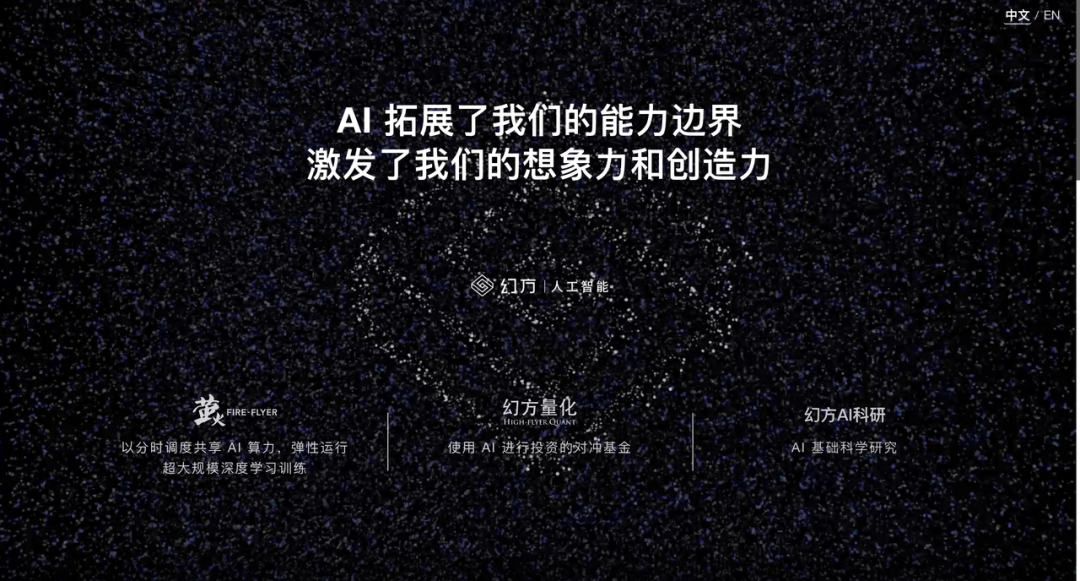 中文 / EN
AI 拓展了我们的能力边界
激发了我们的想象力和创造力
幻方 | 人工智能
萤火 FIRE-FLYER
以分时调度共享 AI 算力，弹性运行
超大规模深度学习训练
幻方量化
HIGH-FLYER QUANT
使用 AI 进行投资的对冲基金
幻方AI科研
AI 基础科学研究